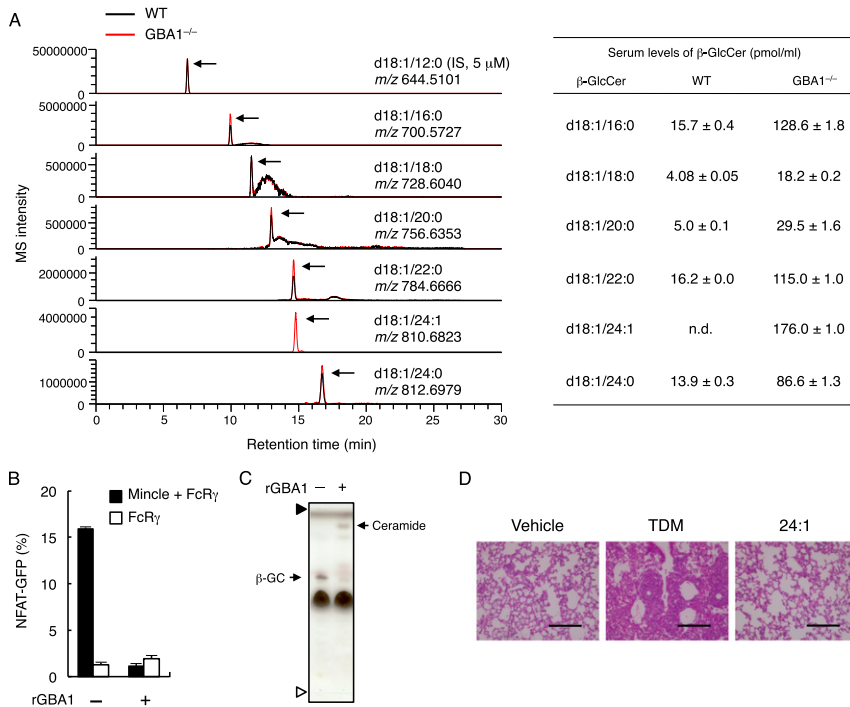 A
WT
GBA1–/–
MS intensity
50000000
0
d18:1/12:0 (IS, 5 μM)
m/z 644.5101
5000000
0
d18:1/16:0
m/z 700.5727
500000
0
d18:1/18:0
m/z 728.6040
500000
0
d18:1/20:0
m/z 756.6353
2000000
0
d18:1/22:0
m/z 784.6666
4000000
0
d18:1/24:1
m/z 810.6823
1000000
0
d18:1/24:0
m/z 812.6979
0 5 10 15 20 25 30
Retention time (min)
Serum levels of β-GlcCer (pmol/ml)
β-GlcCer WT GBA1–/–
d18:1/16:0 15.7 ± 0.4 128.6 ± 1.8
d18:1/18:0 4.08 ± 0.05 18.2 ± 0.2
d18:1/20:0 5.0 ± 0.1 29.5 ± 1.6
d18:1/22:0 16.2 ± 0.0 115.0 ± 1.0
d18:1/24:1 n.d. 176.0 ± 1.0
d18:1/24:0 13.9 ± 0.3 86.6 ± 1.3
B
Mincle + FcRγ
FcRγ
NFAT-GFP (%)
20
15
10
5
0
rGBA1 – +
C
rGBA1 – +
Ceramide
β-GC
D
Vehicle TDM 24:1